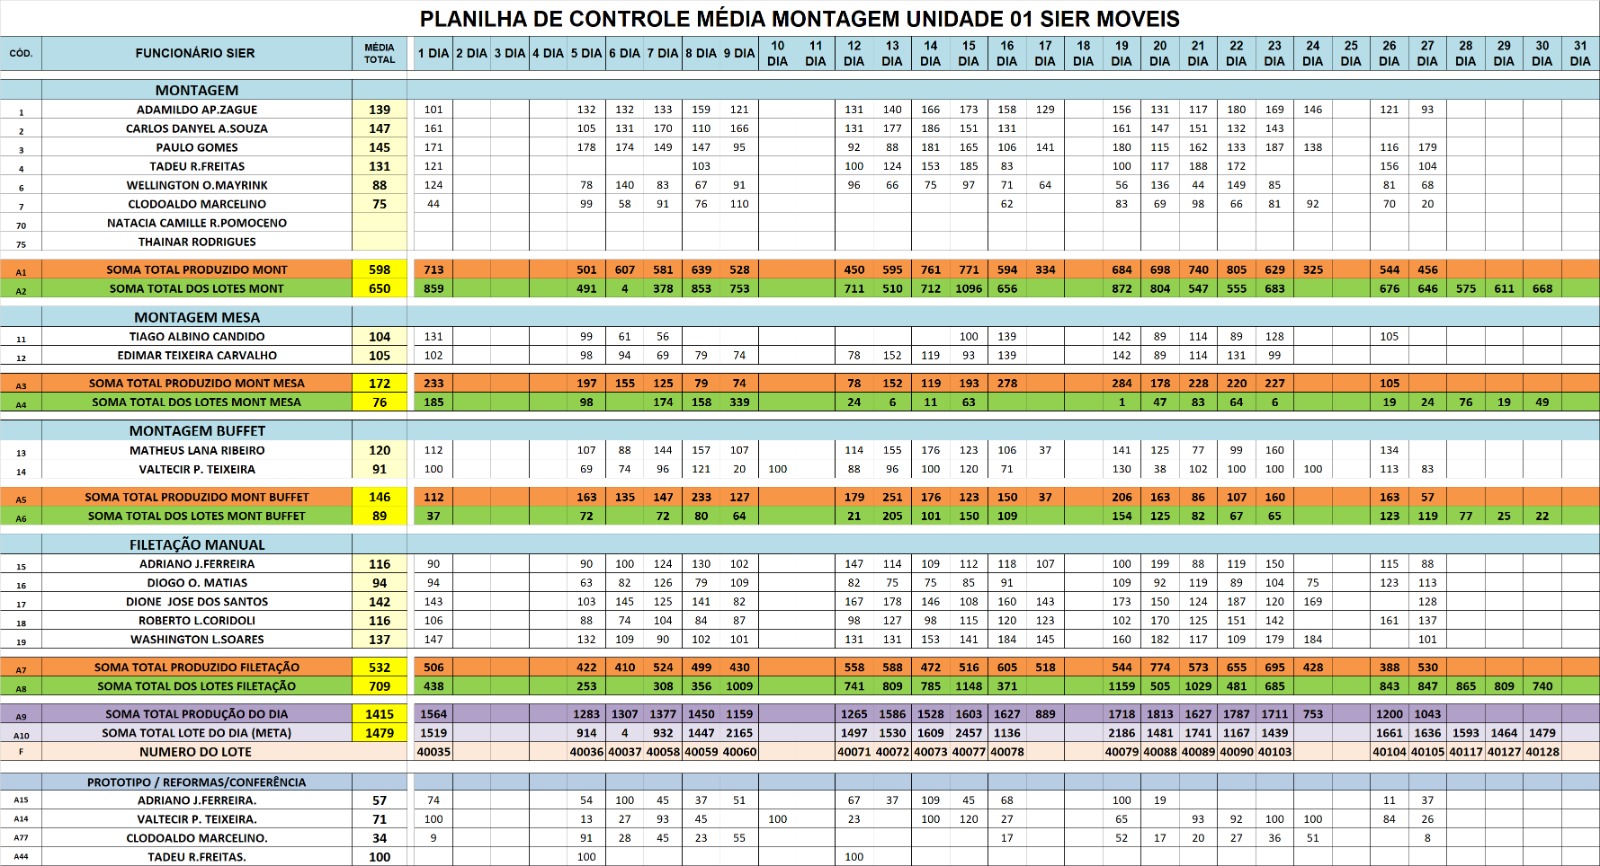 PLANILHA DE CONTROLE MÉDIA MONTAGEM UNIDADE 01 SIER MOVEIS
CÓD. FUNCIONÁRIO SIER MÉDIA TOTAL 1 DIA 2 DIA 3 DIA 4 DIA 5 DIA 6 DIA 7 DIA 8 DIA 9 DIA 10 DIA 11 DIA 12 DIA 13 DIA 14 DIA 15 DIA 16 DIA 17 DIA 18 DIA 19 DIA 20 DIA 21 DIA 22 DIA 23 DIA 24 DIA 25 DIA 26 DIA 27 DIA 28 DIA 29 DIA 30 DIA 31 DIA
MONTAGEM
1 ADAMILDO AP.ZAGUE 139 101 132 132 133 159 121 131 140 166 173 158 129 156 131 117 180 169 146 121 93
2 CARLOS DANYEL A.SOUZA 147 161 105 131 170 110 166 131 177 186 151 131 161 147 151 132 143
3 PAULO GOMES 145 171 178 174 149 147 95 92 88 181 165 106 141 180 115 162 133 187 138 116 179
4 TADEU R.FREITAS 131 121 103 100 124 153 185 83 100 117 188 172 156 104
6 WELLINGTON O.MAYRINK 88 124 78 140 83 67 91 96 66 75 97 71 64 56 136 44 149 85 81 68
7 CLODOALDO MARCELINO 75 44 99 58 91 76 110 62 83 69 98 66 81 92 70 20
70 NATACIA CAMILLE R.POMOCENO
75 THAINAR RODRIGUES
A1 SOMA TOTAL PRODUZIDO MONT 598 713 501 607 581 639 528 450 595 761 771 594 334 684 698 740 805 629 325 544 456
A2 SOMA TOTAL DOS LOTES MONT 650 859 491 4 378 853 753 711 510 712 1096 656 872 804 547 555 683 676 646 575 611 668
MONTAGEM MESA
11 TIAGO ALBINO CANDIDO 104 131 99 61 56 100 139 142 89 114 89 128 105
12 EDIMAR TEIXEIRA CARVALHO 105 102 98 94 69 79 74 78 152 119 93 139 142 89 114 131 99
A3 SOMA TOTAL PRODUZIDO MONT MESA 172 233 197 155 125 79 74 78 152 119 193 278 284 178 228 220 227 105
A4 SOMA TOTAL DOS LOTES MONT MESA 76 185 98 174 158 339 24 6 11 63 1 47 83 64 6 19 24 76 19 49
MONTAGEM BUFFET
13 MATHEUS LANA RIBEIRO 120 112 107 88 144 157 107 114 155 176 123 106 37 141 125 77 99 160 134
14 VALTECIR P. TEIXEIRA 91 100 69 74 96 121 20 100 88 96 100 120 71 130 38 102 100 100 100 113 83
A5 SOMA TOTAL PRODUZIDO MONT BUFFET 146 112 163 135 147 233 127 179 251 176 123 150 37 206 163 86 107 160 163 57
A6 SOMA TOTAL DOS LOTES MONT BUFFET 89 37 72 72 80 64 21 205 101 150 109 154 125 82 67 65 123 119 77 25 22
FILETAÇÃO MANUAL
15 ADRIANO J.FERREIRA 116 90 90 100 124 130 102 147 114 109 112 118 107 100 199 88 119 150 115 88
16 DIOGO O. MATIAS 94 94 63 82 126 79 109 82 75 75 85 91 109 92 119 89 104 75 123 113
17 DIONE JOSE DOS SANTOS 142 143 103 145 125 141 82 167 178 146 108 160 143 173 150 124 187 120 169 128
18 ROBERTO L.CORIDOLI 116 106 88 74 104 84 87 98 127 98 115 120 123 102 170 125 151 142 161 137
19 WASHINGTON L.SOARES 137 147 132 109 90 102 101 131 131 153 141 184 145 160 182 117 109 179 184 101
A7 SOMA TOTAL PRODUZIDO FILETAÇÃO 532 506 422 410 524 499 430 558 588 472 516 605 518 544 774 573 655 695 428 388 530
A8 SOMA TOTAL DOS LOTES FILETAÇÃO 709 438 253 308 356 1009 741 809 785 1148 371 1159 505 1029 481 685 843 847 865 809 740
A9 SOMA TOTAL PRODUÇÃO DO DIA 1415 1564 1283 1307 1377 1450 1159 1265 1586 1528 1603 1627 889 1718 1813 1627 1787 1711 753 1200 1043
A10 SOMA TOTAL LOTE DO DIA (META) 1479 1519 914 4 932 1447 2165 1497 1530 1609 2457 1136 2186 1481 1741 1167 1439 1661 1636 1593 1464 1479
F NUMERO DO LOTE 40035 40036 40037 40058 40059 40060 40071 40072 40073 40077 40078 40079 40088 40089 40090 40103 40104 40105 40117 40127 40128
PROTOTIPO / REFORMAS/CONFERÊNCIA
A15 ADRIANO J.FERREIRA. 57 74 54 100 45 37 51 67 37 109 45 68 100 19 11 37
A14 VALTECIR P. TEIXEIRA. 71 100 13 27 93 45 100 23 100 120 27 65 93 92 100 100 84 26
A77 CLODOALDO MARCELINO. 34 9 91 28 45 23 55 17 52 17 20 27 36 51 8
A44 TADEU R.FREITAS. 100 100 100